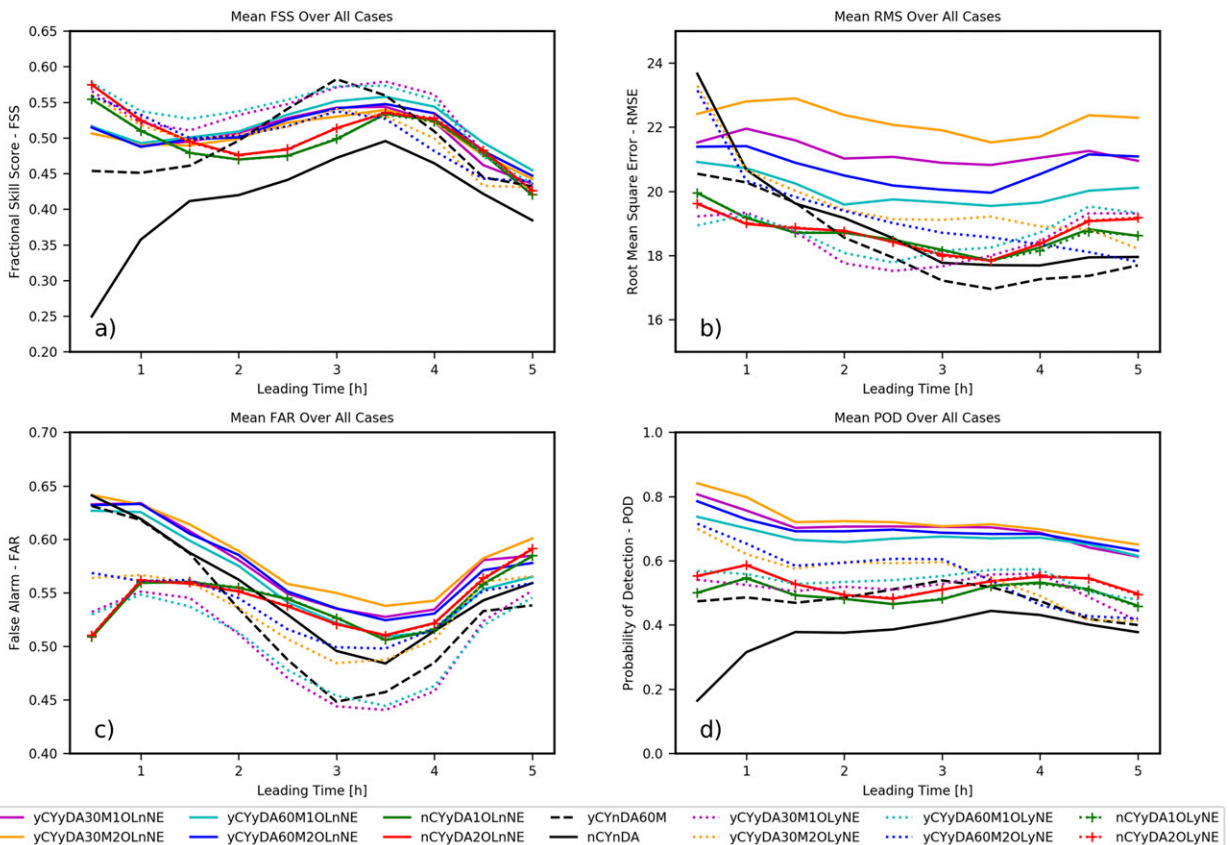 Mean FSS Over All Cases
Fractional Skill Score - FSS
0.65
0.60
0.55
0.50
0.45
0.40
0.35
0.30
0.25
0.20
a)
1 2 3 4 5
Leading Time [h]
Mean RMS Over All Cases
Root Mean Square Error - RMSE
24
22
20
18
16
b)
1 2 3 4 5
Leading Time [h]
Mean FAR Over All Cases
False Alarm - FAR
0.70
0.65
0.60
0.55
0.50
0.45
0.40
c)
1 2 3 4 5
Leading Time [h]
Mean POD Over All Cases
Probability of Detection - POD
1.0
0.8
0.6
0.4
0.2
0.0
d)
1 2 3 4 5
Leading Time [h]
yCYyDA30M1OLnNE yCYyDA60M1OLnNE nCYyDA1OLnNE yCYnDA60M yCYyDA30M1OLyNE yCYyDA60M1OLyNE nCYyDA1OLyNE
yCYyDA30M2OLnNE yCYyDA60M2OLnNE nCYyDA2OLnNE nCYnDA yCYyDA30M2OLyNE yCYyDA60M2OLyNE nCYyDA2OLyNE